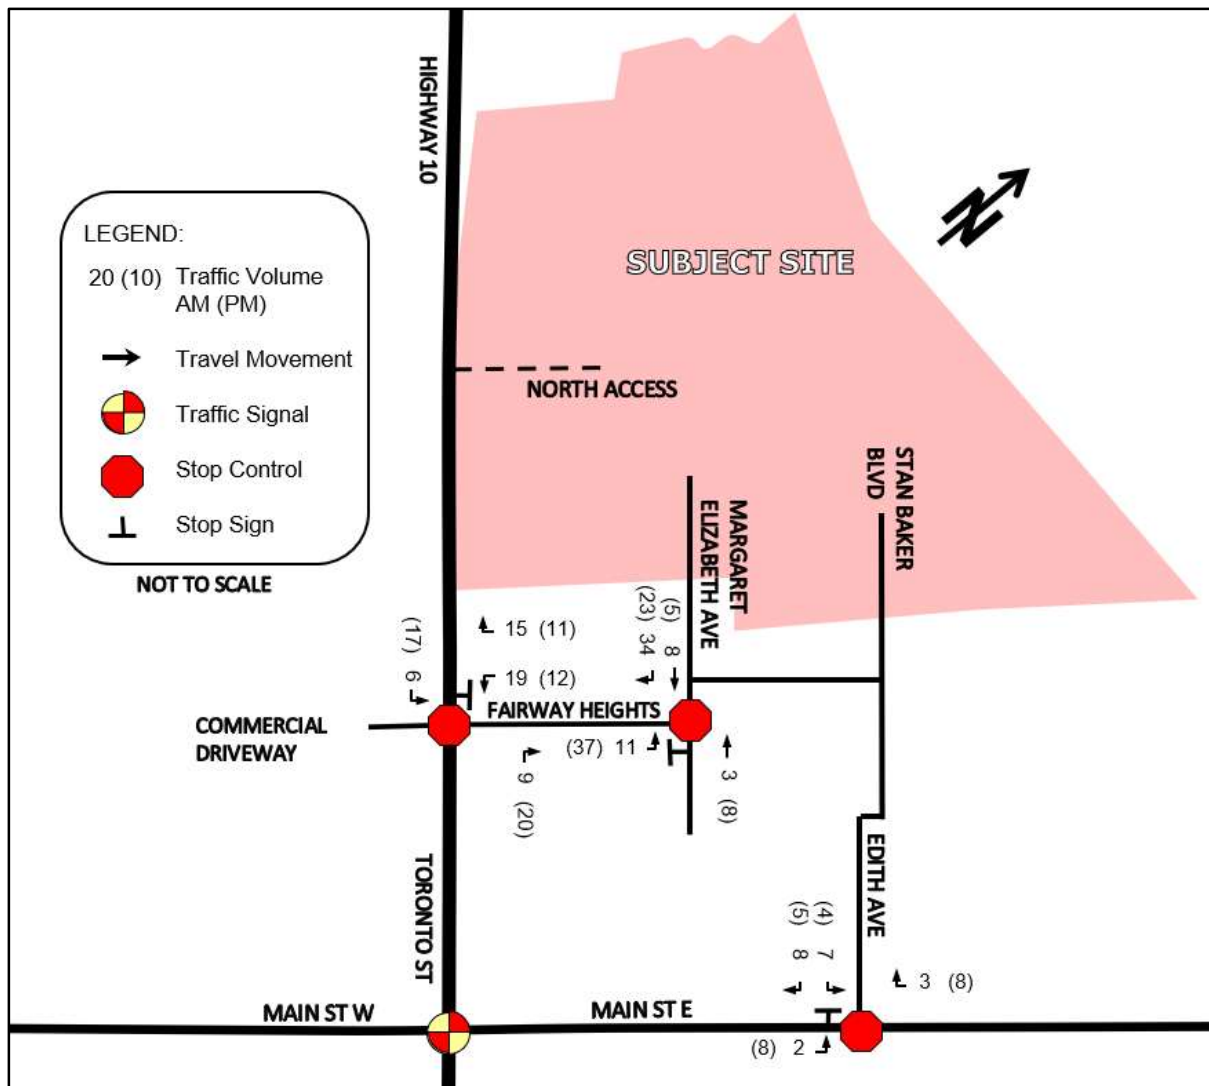 HIGHWAY 10
N
SUBJECT SITE
LEGEND:
20 (10) Traffic Volume
AM (PM)
Travel Movement
Traffic Signal
Stop Control
Stop Sign
NOT TO SCALE
NORTH ACCESS
STAN BAKER
BLVD
MARGARET
ELIZABETH AVE
(17) 6
15 (11)
19 (12)
(23) 34
(5) 8
FAIRWAY HEIGHTS
COMMERCIAL
DRIVEWAY
(37) 11
9 (20)
3 (8)
TORONTO ST
EDITH AVE
(5) 8
(4) 7
3 (8)
MAIN ST W
MAIN ST E
(8) 2